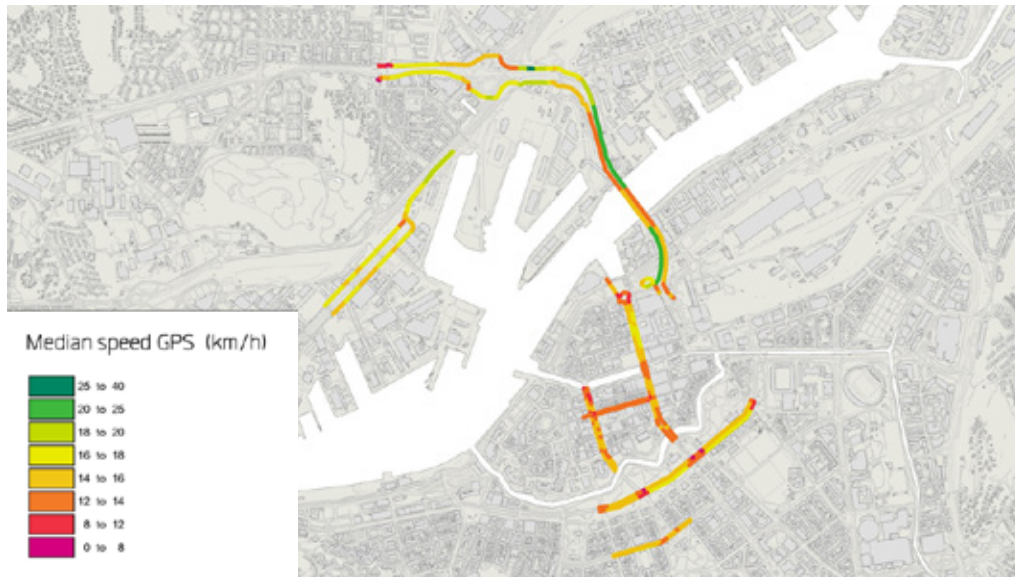 Median speed GPS (km/h)
25 to 40
20 to 25
18 to 20
16 to 18
14 to 16
12 to 14
8 to 12
0 to 8